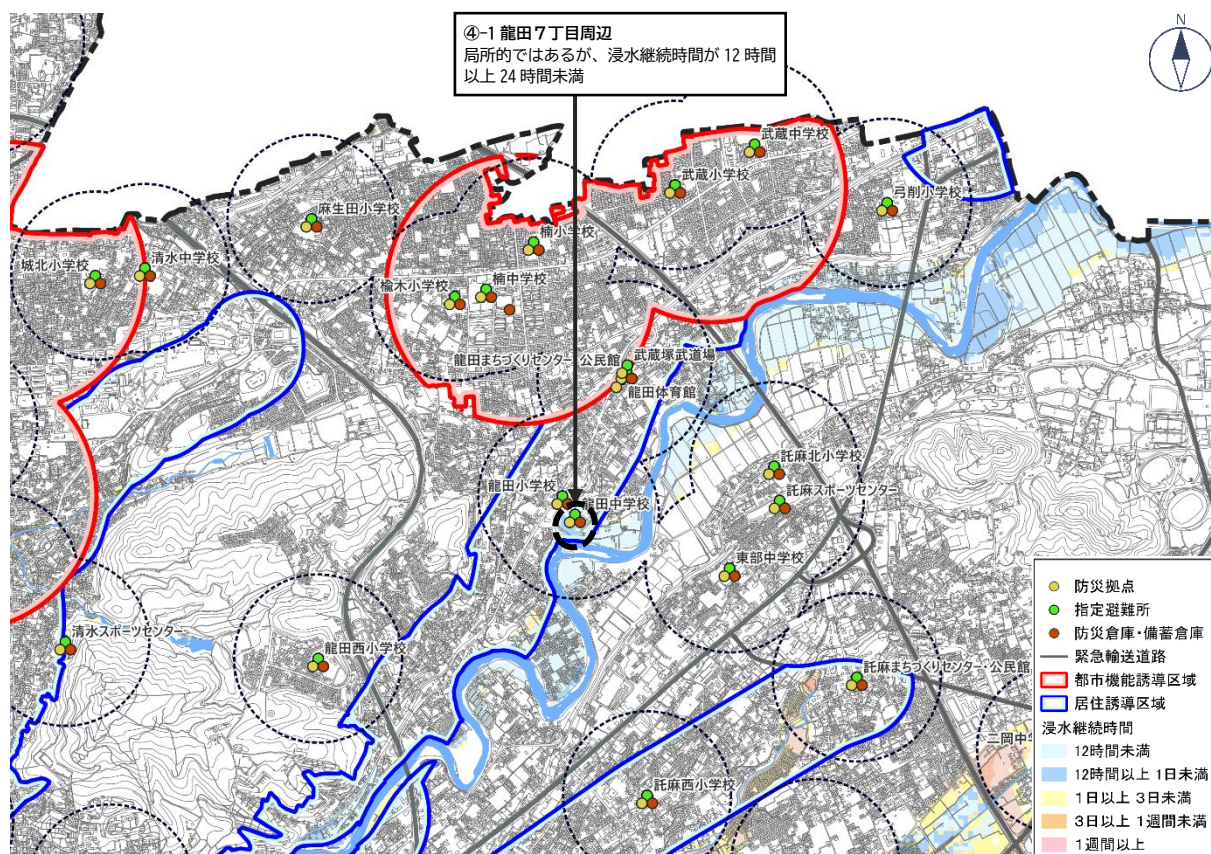 ④-1 龍田７丁目周辺
局所的ではあるが、浸水継続時間が 12 時間
以上 24 時間未満
N
武蔵中学校
武蔵小学校
弓削小学校
麻生田小学校
楠小学校
城北小学校
清水中学校
楡木小学校
楠中学校
龍田まちづくりセンター・公民館
武蔵塚武道場
龍田体育館
龍田小学校
龍田中学校
託麻北小学校
託麻スポーツセンター
東部中学校
清水スポーツセンター
龍田西小学校
託麻まちづくりセンター・公民館
託麻西小学校
二岡中
防災拠点
指定避難所
防災倉庫・備蓄倉庫
緊急輸送道路
都市機能誘導区域
居住誘導区域
浸水継続時間
12時間未満
12時間以上 1日未満
1日以上 3日未満
3日以上 1週間未満
1週間以上